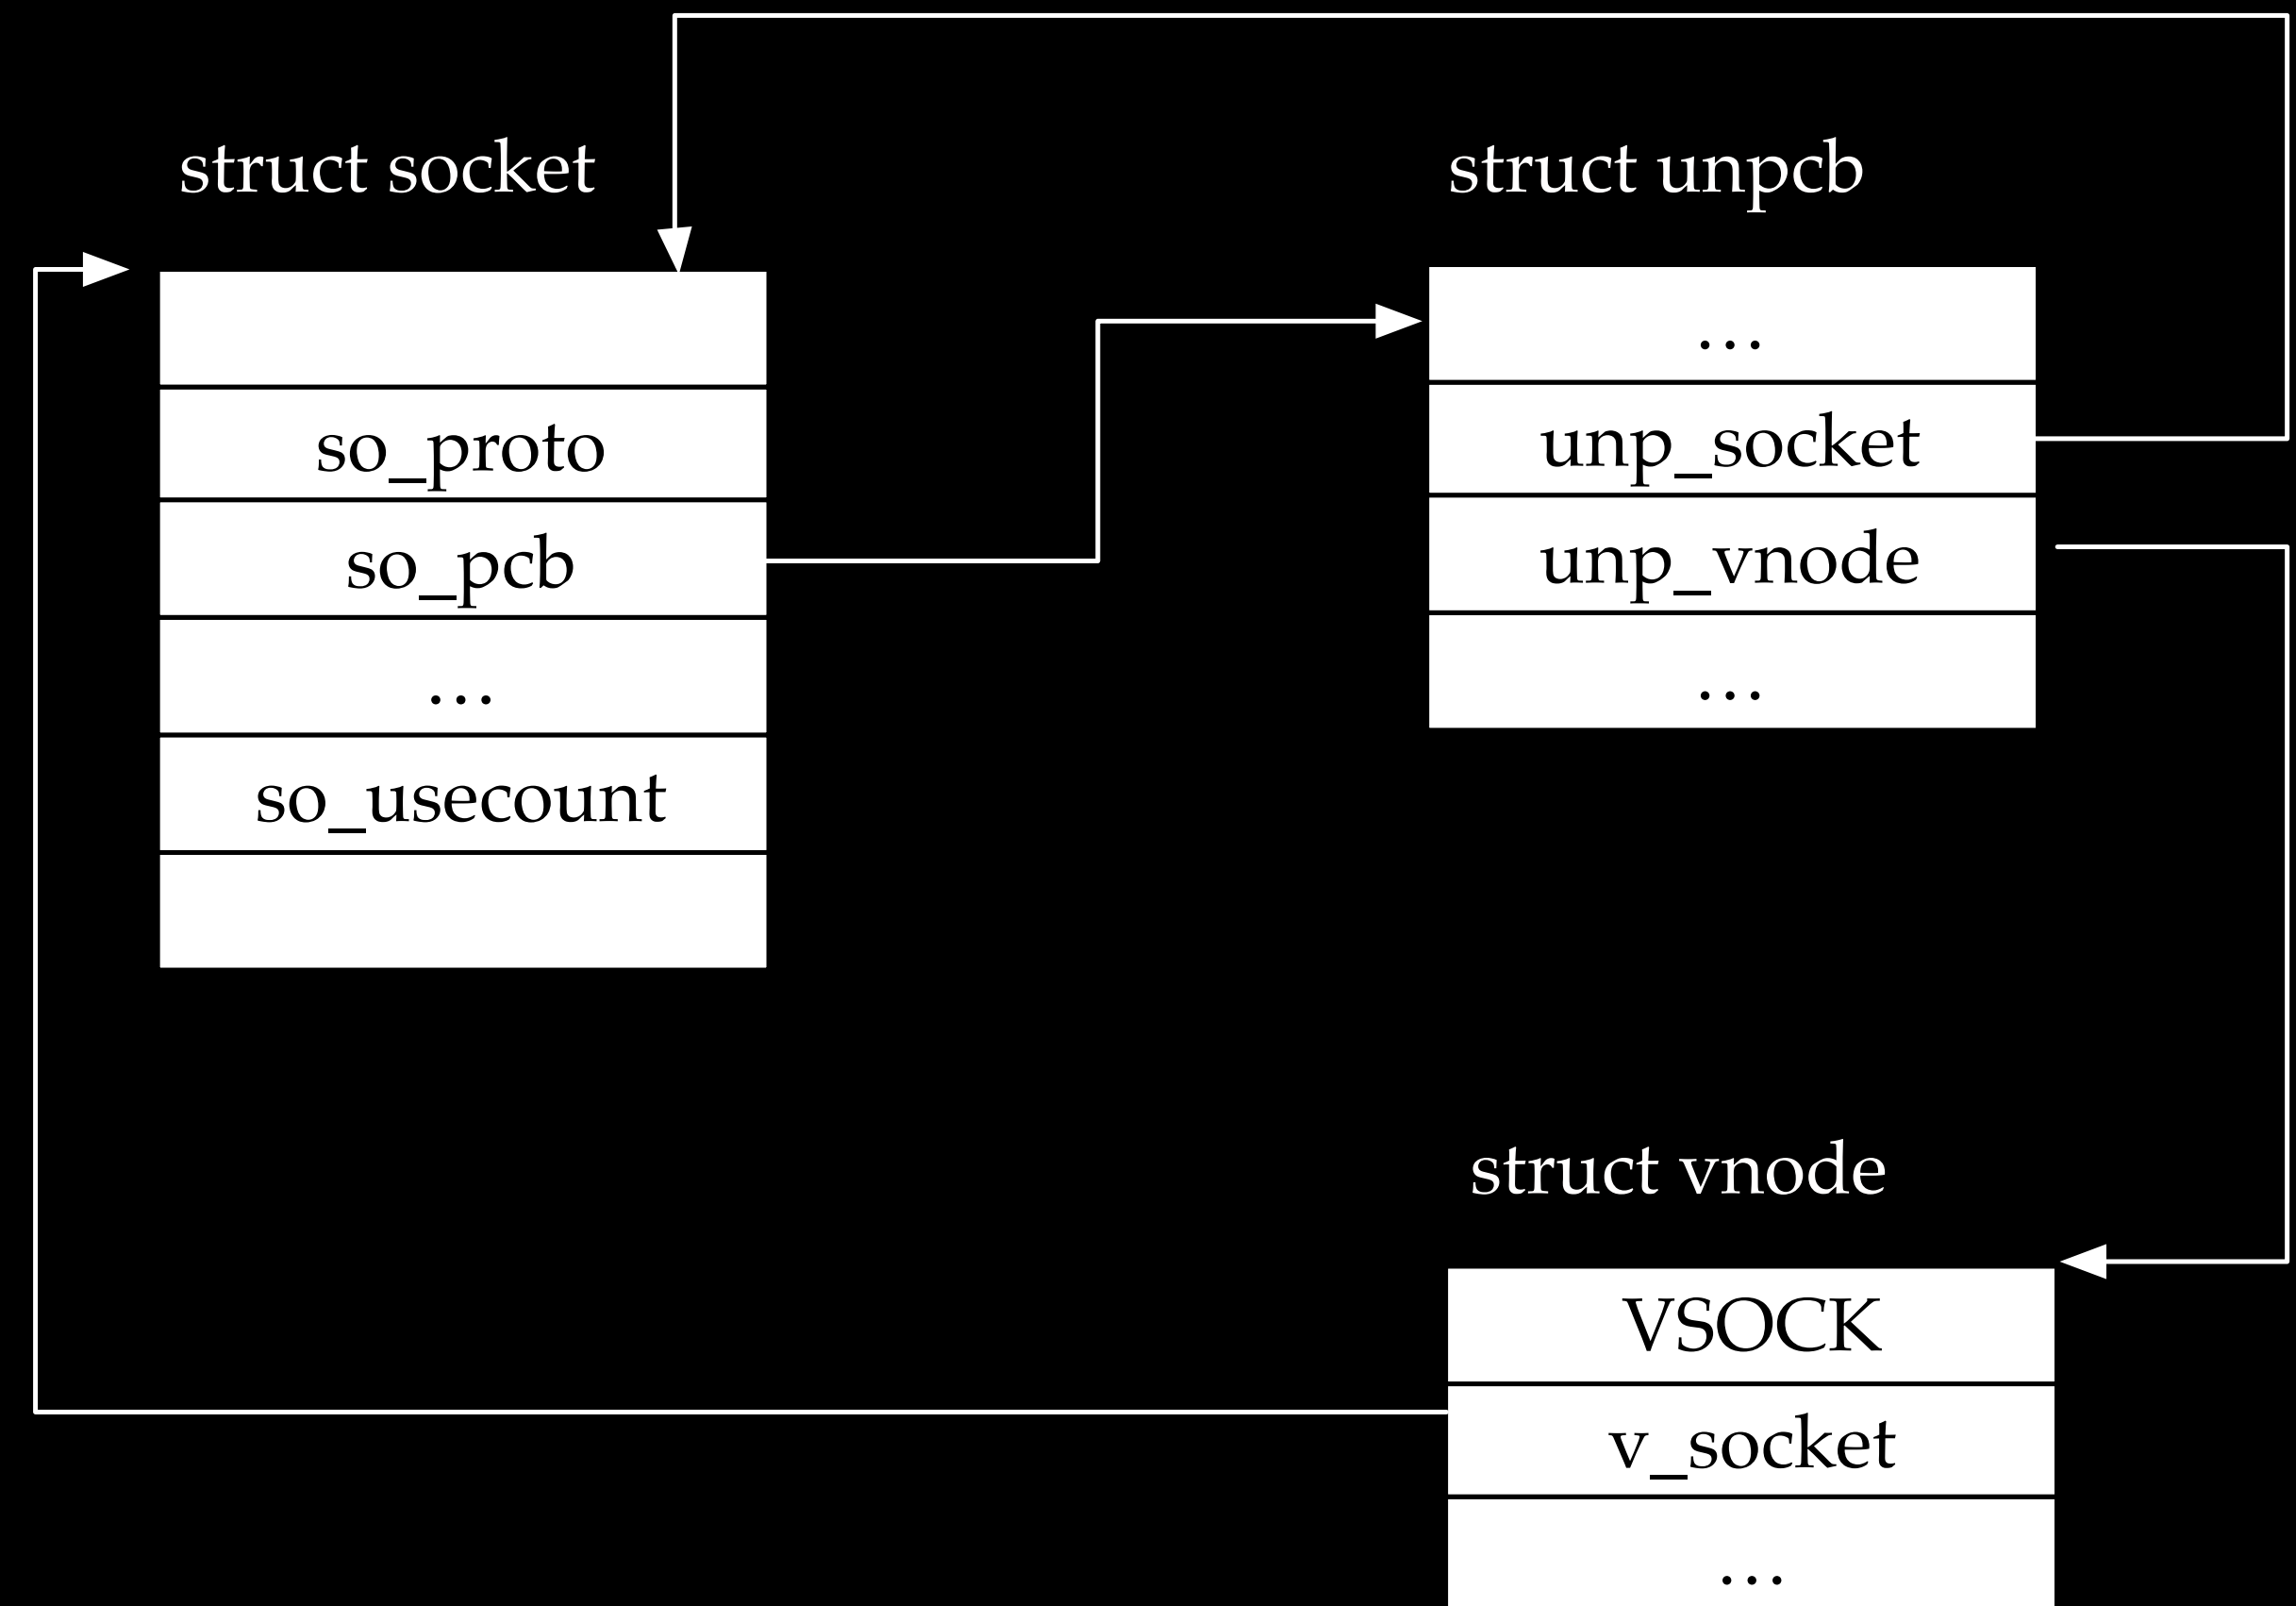 struct socket
so_proto
so_pcb
...
so_usecount
struct unpcb
...
unp_socket
unp_vnode
...
struct vnode
VSOCK
v_socket
...